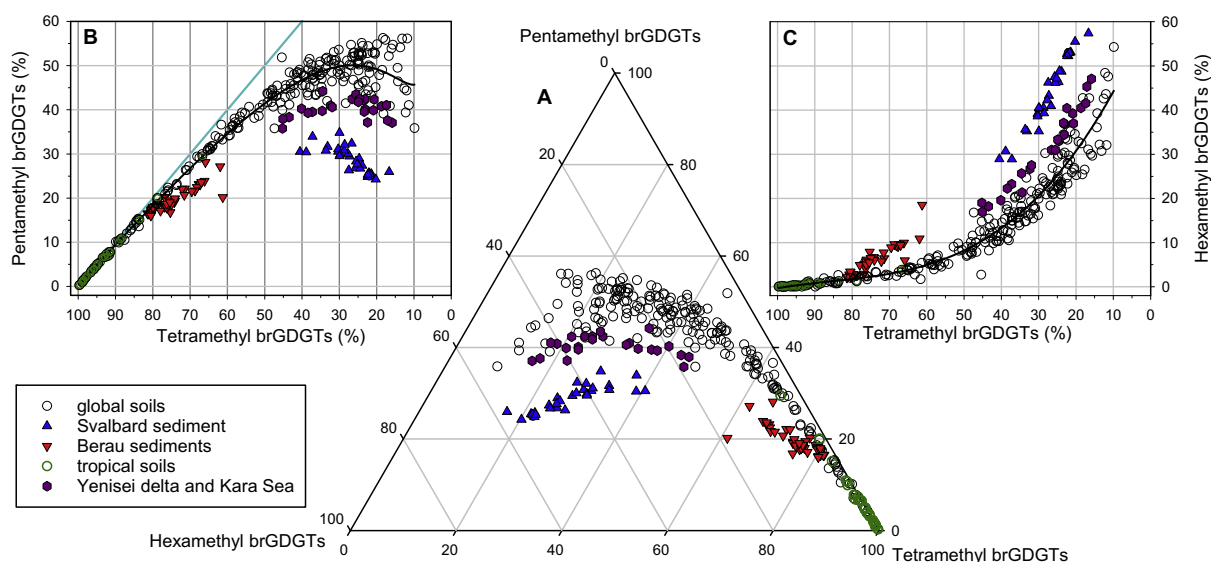 B
Pentamethyl brGDGTs (%)
60
50
40
30
20
10
0
100 90 80 70 60 50 40 30 20 10 0
Tetramethyl brGDGTs (%)
Pentamethyl brGDGTs
A
0 100
20 80
40 60
60 40
80 20
100 0
0 20 40 60 80 100
Hexamethyl brGDGTs
Tetramethyl brGDGTs
C
60
50
40
30
20
10
0
Hexamethyl brGDGTs (%)
100 90 80 70 60 50 40 30 20 10 0
Tetramethyl brGDGTs (%)
global soils
Svalbard sediment
Berau sediments
tropical soils
Yenisei delta and Kara Sea